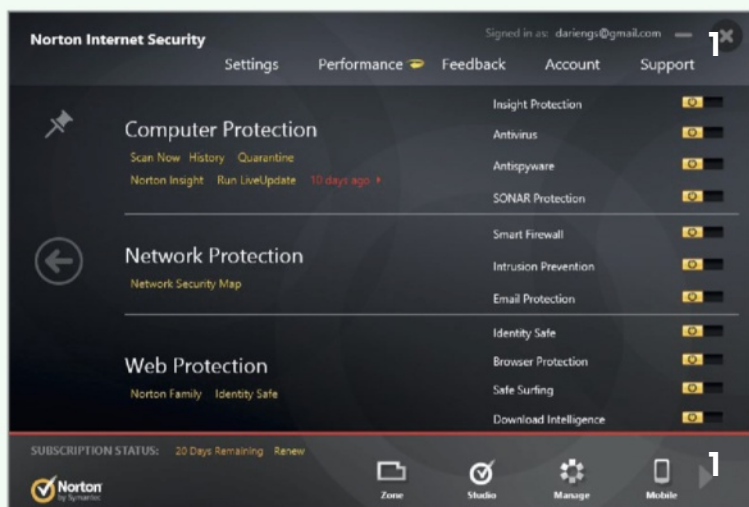 Norton Internet Security
Signed in as: dariengs@gmail.com
1
Settings Performance Feedback Account Support
Computer Protection
Scan Now History Quarantine
Norton Insight Run LiveUpdate 10 days ago
Insight Protection
Antivirus
Antispyware
SONAR Protection
Network Protection
Network Security Map
Smart Firewall
Intrusion Prevention
Email Protection
Web Protection
Norton Family Identity Safe
Identity Safe
Browser Protection
Safe Surfing
Download Intelligence
SUBSCRIPTION STATUS: 20 Days Remaining Renew
Norton
by Symantec
Zone Studio Manage Mobile
1